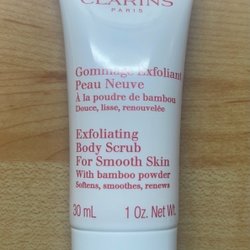 CLARINS
PARIS
Gommage Exfoliant
Peau Neuve
À la poudre de bambou
Douce, lisse, renouvelée
Exfoliating
Body Scrub
For Smooth Skin
With bamboo powder
Softens, smoothes, renews
30 mL 1 Oz. Net Wt.